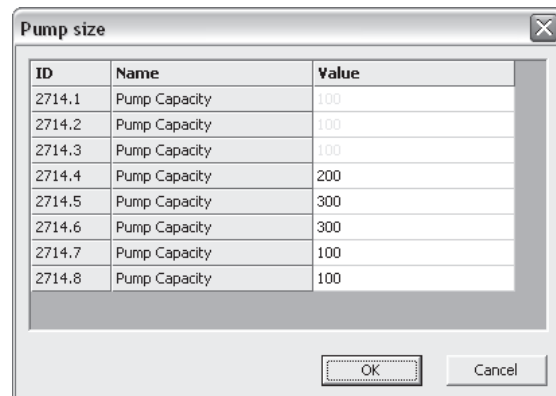 Pump size
ID Name Value
2714.1 Pump Capacity 100
2714.2 Pump Capacity 100
2714.3 Pump Capacity 100
2714.4 Pump Capacity 200
2714.5 Pump Capacity 300
2714.6 Pump Capacity 300
2714.7 Pump Capacity 100
2714.8 Pump Capacity 100
OK Cancel